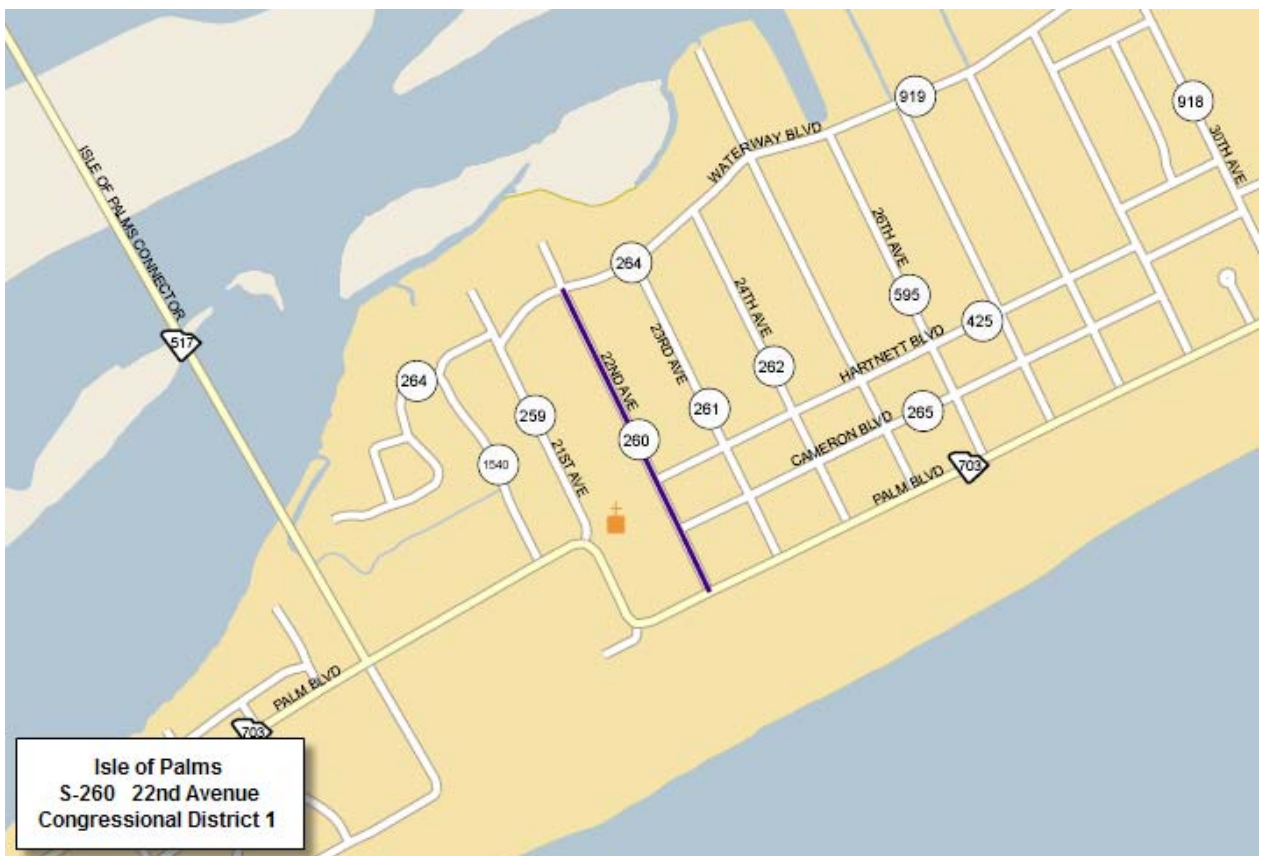 919
918
WATERWAY BLVD
30TH AVE
ISLE OF PALMS CONNECTOR
517
264
26TH AVE
595
24TH AVE
425
HARTNETT BLVD
23RD AVE
262
22ND AVE
264
259
261
265
CAMERON BLVD
260
21ST AVE
1540
703
PALM BLVD
PALM BLVD
703
Isle of Palms
S-260 22nd Avenue
Congressional District 1